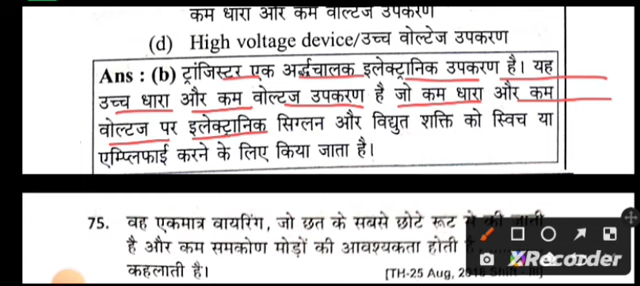 कम धारा और कम वोल्टेज उपकरण
(d) High voltage device/उच्च वोल्टेज उपकरण
Ans : (b) ट्रांजिस्टर एक अर्द्धचालक इलेक्ट्रानिक उपकरण है। यह
उच्च धारा और कम वोल्टज उपकरण है जो कम धारा और कम
वोल्टज पर इलेक्ट्रानिक सिग्लन और विद्युत शक्ति को स्विच या
एम्प्लिफाई करने के लिए किया जाता है।
75. वह एकमात्र वायरिंग, जो छत के सबसे छोटे रूट से की जाती
है और कम समकोण मोड़ों की आवश्यकता होती
कहलाती है।
[TH-25 Aug,
XRecorder